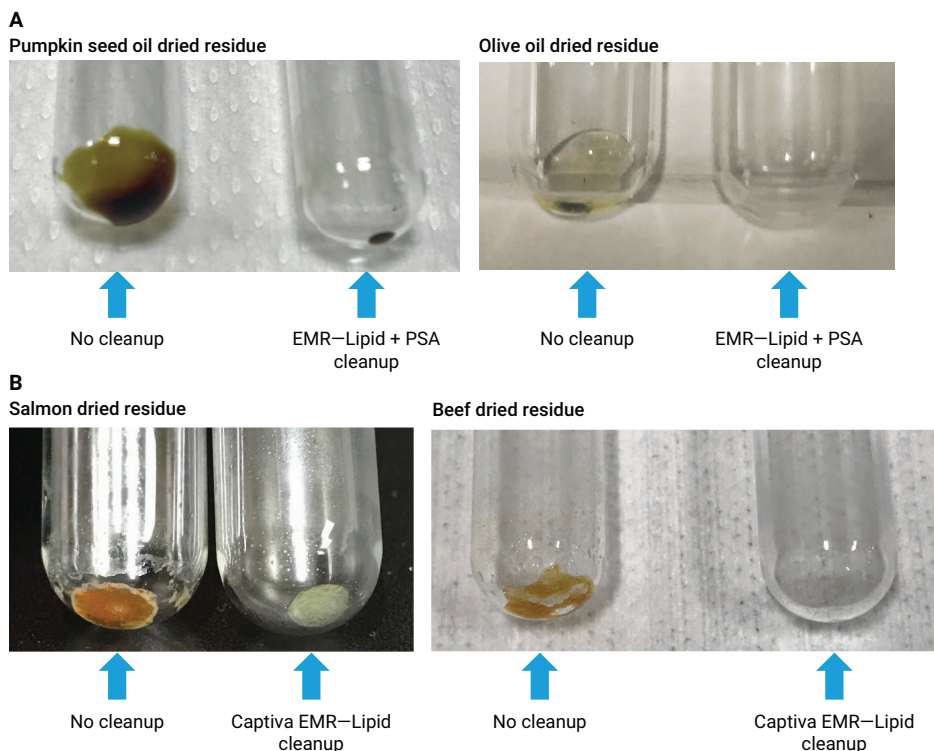 A
Pumpkin seed oil dried residue
Olive oil dried residue
No cleanup
EMR—Lipid + PSA
cleanup
No cleanup
EMR—Lipid + PSA
cleanup
B
Salmon dried residue
Beef dried residue
No cleanup
Captiva EMR—Lipid
cleanup
No cleanup
Captiva EMR—Lipid
cleanup